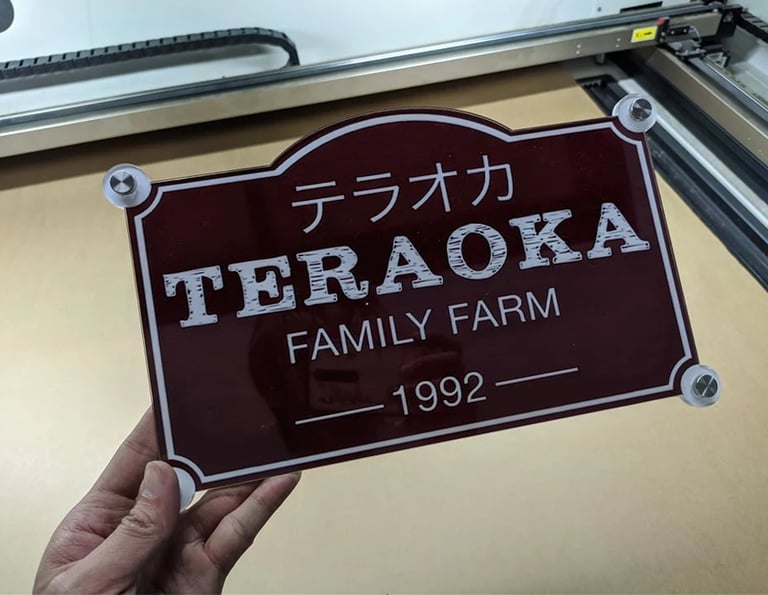 テラオカ
TERAOKA
FAMILY FARM
1992